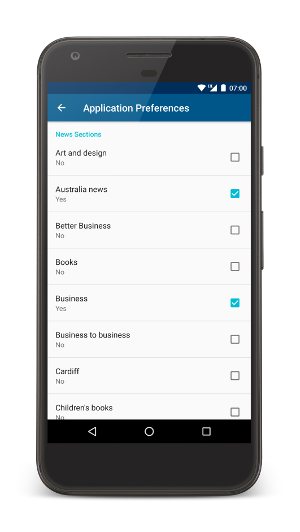 07:00
Application Preferences
News Sections
Art and design
No
Australia news
Yes
Better Business
No
Books
No
Business
Yes
Business to business
No
Cardiff
No
Children's books
No